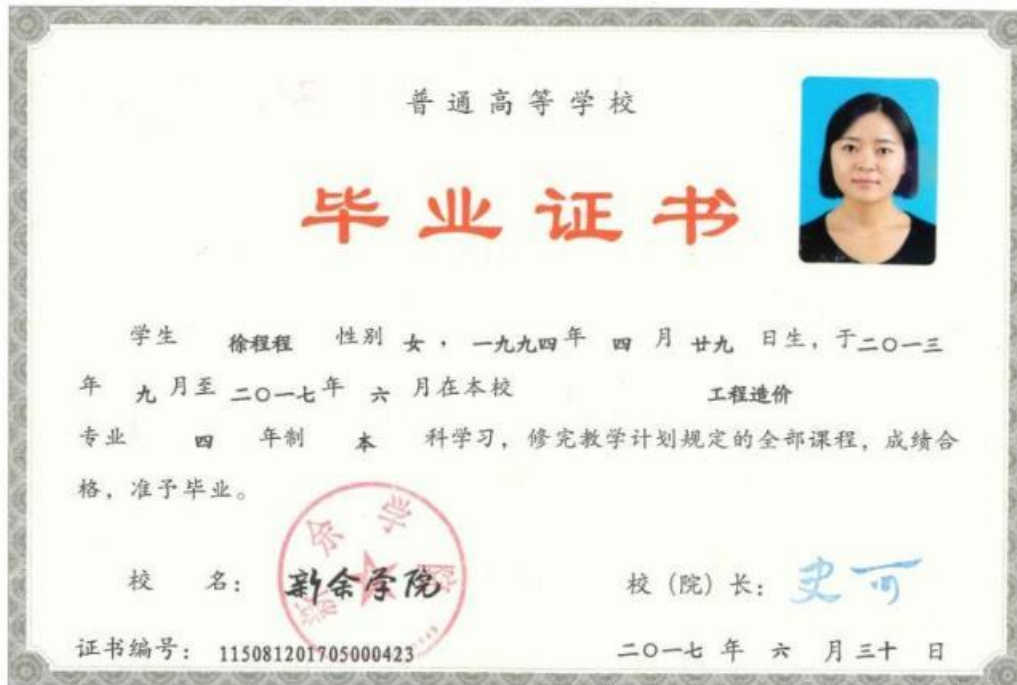 普通高等学校
毕业证书
学生 徐程程 性别 女，一九九四年 四 月 廿九 日生，于二〇一三
年 九 月至 二〇一七年 六 月在本校 工程造价
专业 四 年制 本 科学习，修完教学计划规定的全部课程，成绩合
格，准予毕业。
新余学院
校 名：新余学院 校（院）长：史可
证书编号：115081201705000423 二〇一七 年 六 月三十 日